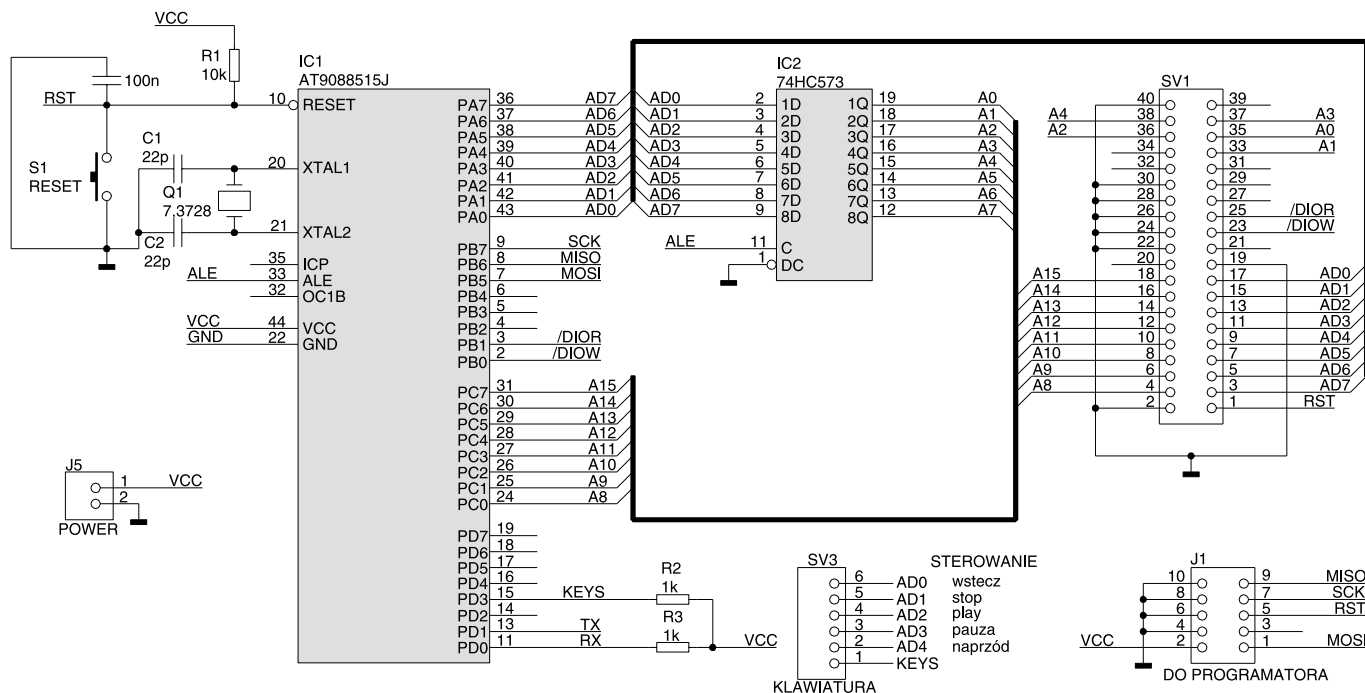 VCC
R1
10k
100n
RST
S1
RESET
C1
22p
Q1
7.3728
C2
22p
IC1
AT9088515J
10 RESET
20 XTAL1
21 XTAL2
35 ICP
ALE 33 ALE
32 OC1B
VCC 44 VCC
GND 22 GND
PA7 36 AD7
PA6 37 AD6
PA5 38 AD5
PA4 39 AD4
PA3 40 AD3
PA2 41 AD2
PA1 42 AD1
PA0 43 AD0
PB7 9 SCK
PB6 8 MISO
PB5 7 MOSI
PB4 6
PB3 5
PB2 4
PB1 3 /DIOR
PB0 2 /DIOW
PC7 31 A15
PC6 30 A14
PC5 29 A13
PC4 28 A12
PC3 27 A11
PC2 26 A10
PC1 25 A9
PC0 24 A8
PD7 19
PD6 18
PD5 17
PD4 16
PD3 15 KEYS
PD2 14
PD1 13 TX
PD0 11 RX
R2
1k
R3
1k
VCC
IC2
74HC573
AD0 2 1D 1Q 19 A0
AD1 3 2D 2Q 18 A1
AD2 4 3D 3Q 17 A2
AD3 5 4D 4Q 16 A3
AD4 6 5D 5Q 15 A4
AD5 7 6D 6Q 14 A5
AD6 8 7D 7Q 13 A6
AD7 9 8D 8Q 12 A7
ALE 11 C
1 DC
SV1
40 39
A4 38 37 A3
A2 36 35 A0
34 33 A1
32 31
30 29
28 27
26 25 /DIOR
24 23 /DIOW
22 21
20 19
A15 18 17 AD0
A14 16 15 AD1
A13 14 13 AD2
A12 12 11 AD3
A11 10 9 AD4
A10 8 7 AD5
A9 6 5 AD6
A8 4 3 AD7
2 1 RST
J5
1 VCC
2
POWER
SV3 STEROWANIE
6 AD0 wstecz
5 AD1 stop
4 AD2 play
3 AD3 pauza
2 AD4 naprzód
1 KEYS
KLAWIATURA
J1
10 9 MISO
8 7 SCK
6 5 RST
4 3
VCC 2 1 MOSI
DO PROGRAMATORA